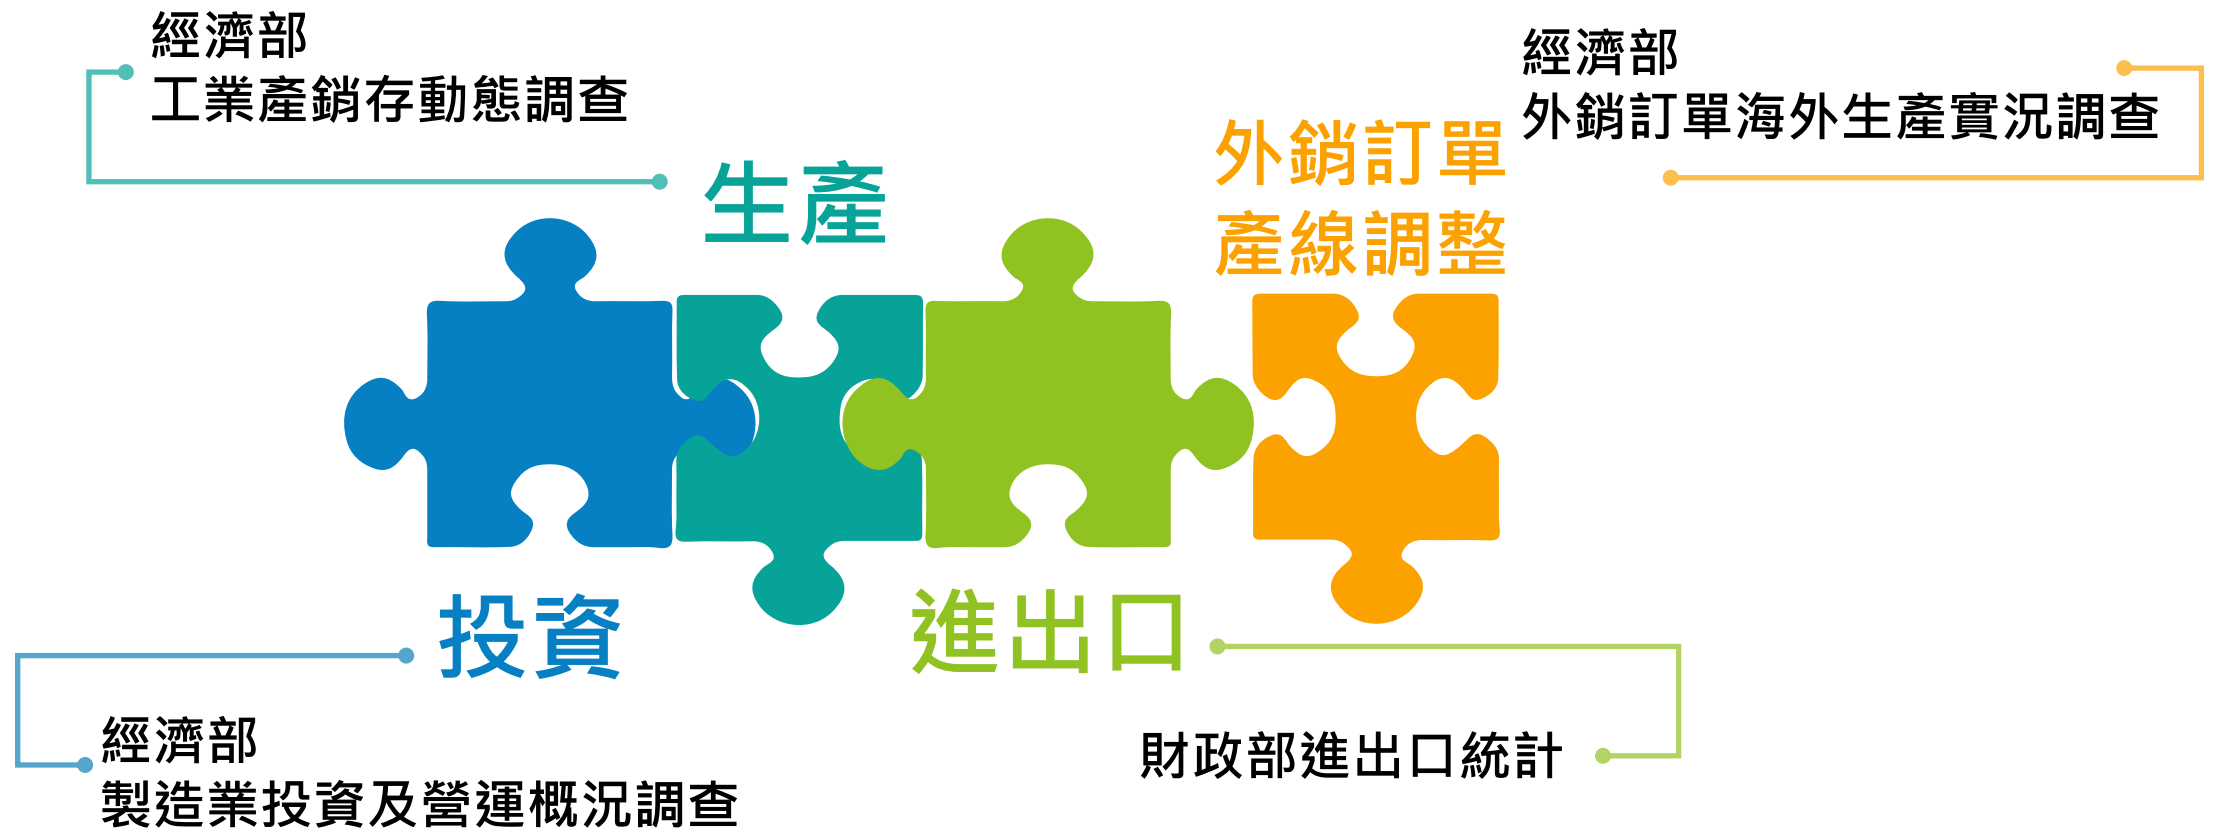 經濟部
工業產銷存動態調查
生產
外銷訂單
產線調整
經濟部
外銷訂單海外生產實況調查
投資
經濟部
製造業投資及營運概況調查
進出口
財政部進出口統計